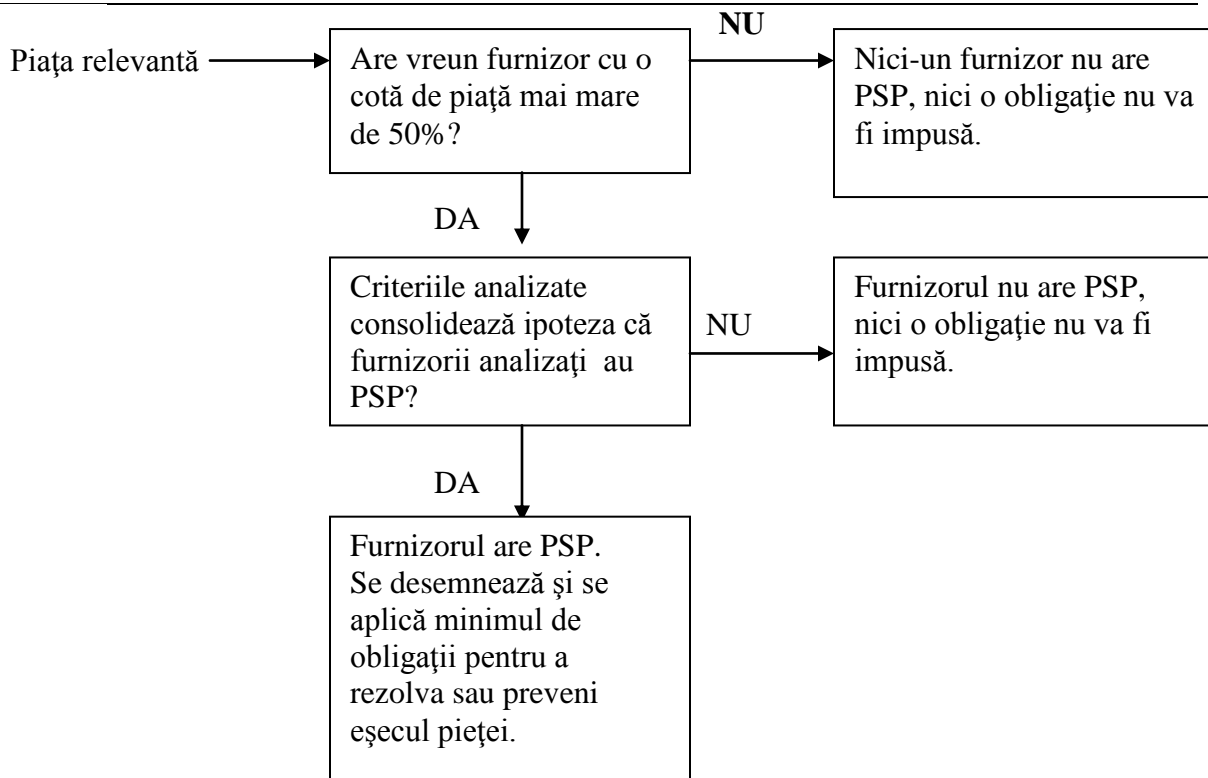 NU
Piaţa relevantă
Are vreun furnizor cu o
cotă de piaţă mai mare
de 50%?
Nici-un furnizor nu are
PSP, nici o obligaţie nu va
fi impusă.
DA
Criteriile analizate
consolidează ipoteza că
furnizorii analizaţi au
PSP?
NU
Furnizorul nu are PSP,
nici o obligaţie nu va fi
impusă.
DA
Furnizorul are PSP.
Se desemnează şi se
aplică minimul de
obligaţii pentru a
rezolva sau preveni
eşecul pieţei.